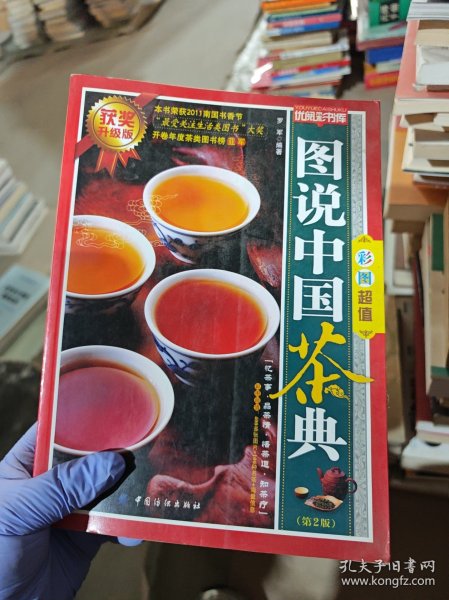 获奖
升级版
本书荣获2011南国书香节
“最受关注生活类图书”大奖
开卷年度茶类图书榜亚军
优品彩书库
罗军·编著
图说中国茶典
彩图超值
(第2版)
中国纺织出版社
孔夫子旧书网
www.kongfz.com